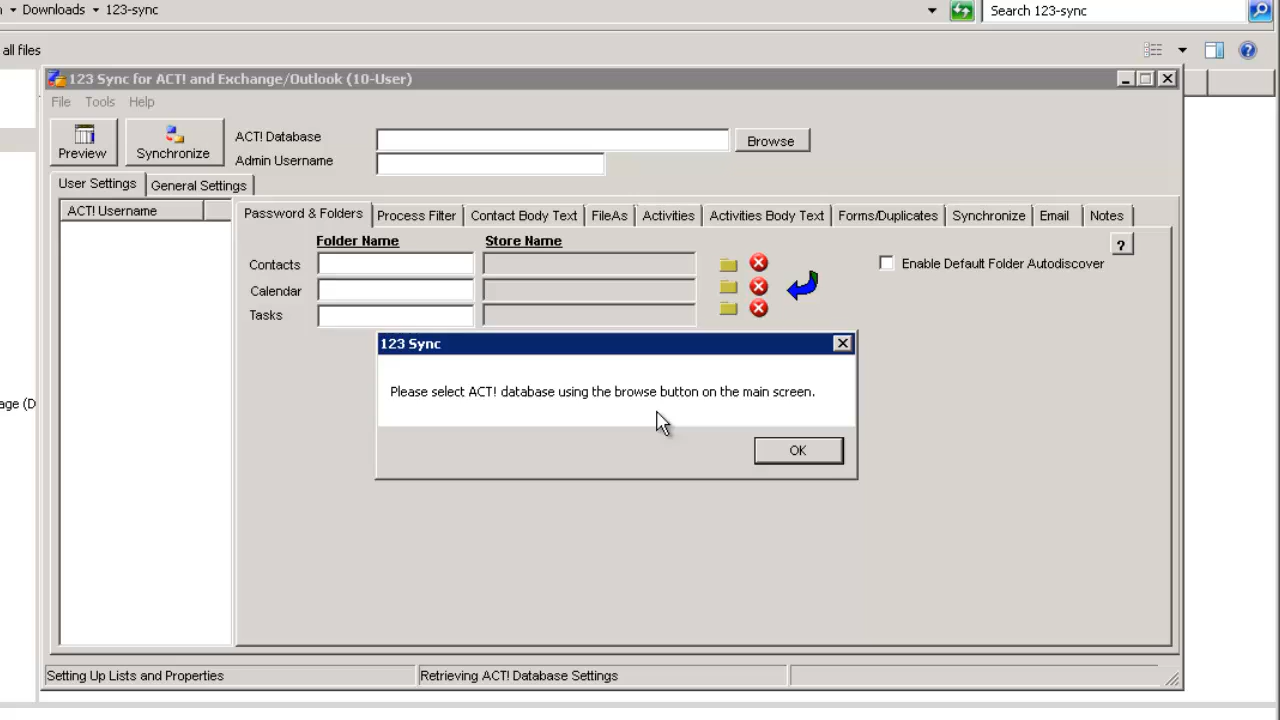 Downloads 123-sync
Search 123-sync
all files
123 Sync for ACT! and Exchange/Outlook (10-User)
File Tools Help
Preview
Synchronize
ACT! Database
Browse
Admin Username
User Settings
General Settings
ACT! Username
Password & Folders
Process Filter
Contact Body Text
FileAs
Activities
Activities Body Text
Forms/Duplicates
Synchronize
Email
Notes
Folder Name
Store Name
?
Contacts
Enable Default Folder Autodiscover
Calendar
Tasks
123 Sync
Please select ACT! database using the browse button on the main screen.
age (D
OK
Setting Up Lists and Properties
Retrieving ACT! Database Settings